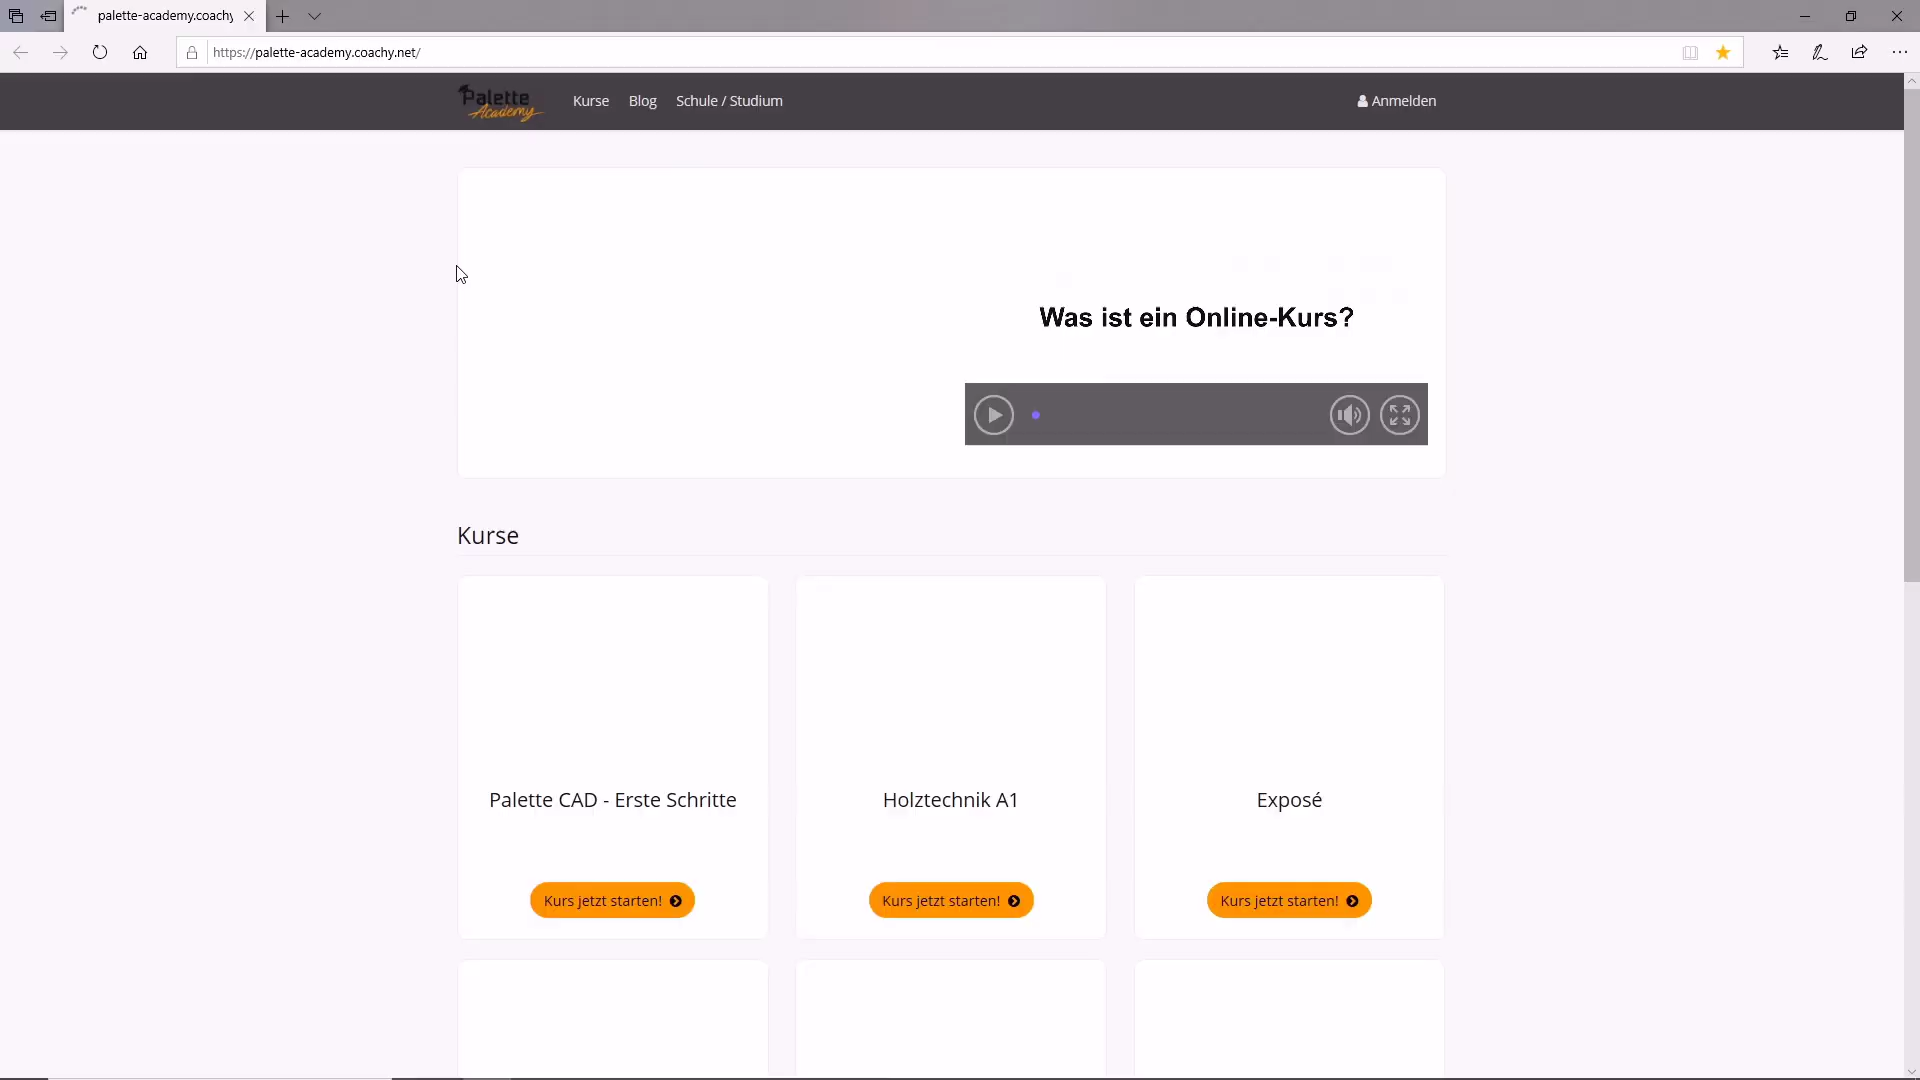 palette-academy.coachy
https://palette-academy.coachy.net/
Palette
Academy
Kurse
Blog
Schule / Studium
Anmelden
Was ist ein Online-Kurs?
Kurse
Palette CAD - Erste Schritte
Holztechnik A1
Exposé
Kurs jetzt starten!
Kurs jetzt starten!
Kurs jetzt starten!